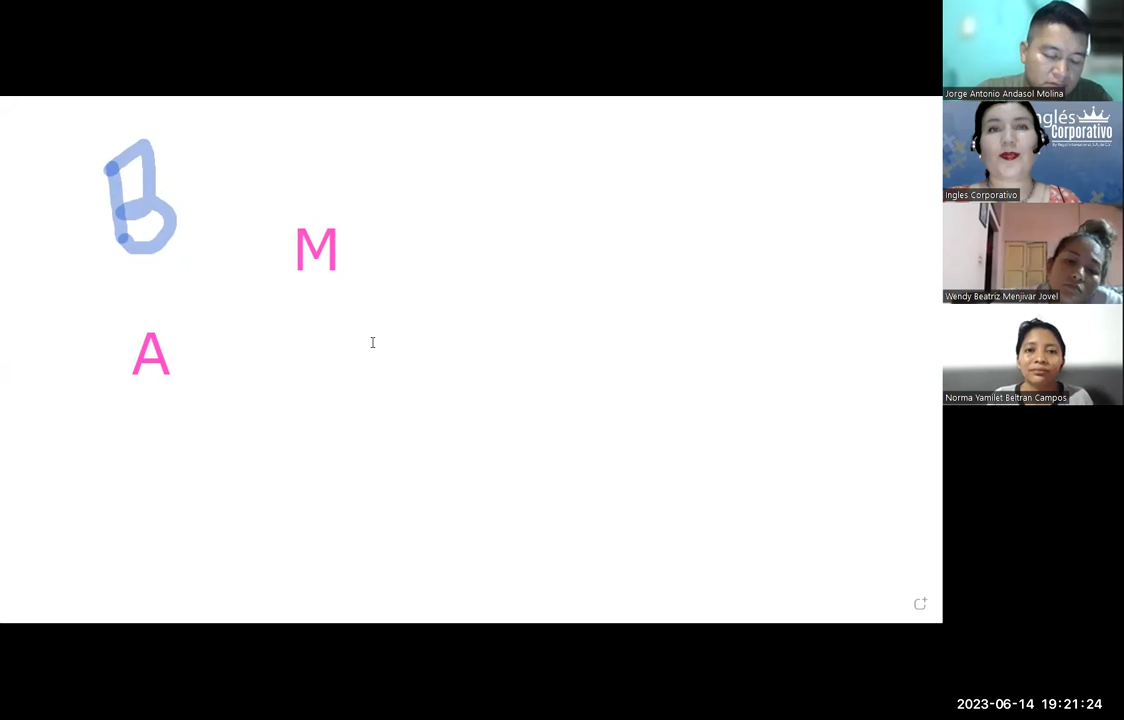 B
M
A
Jorge Antonio Andasol Molina
nglés
Corporativo
Ingles Corporativo
Wendy Beatriz Menjivar Jovel
Norma Yamilet Beltran Campos
2023-06-14 19:21:24